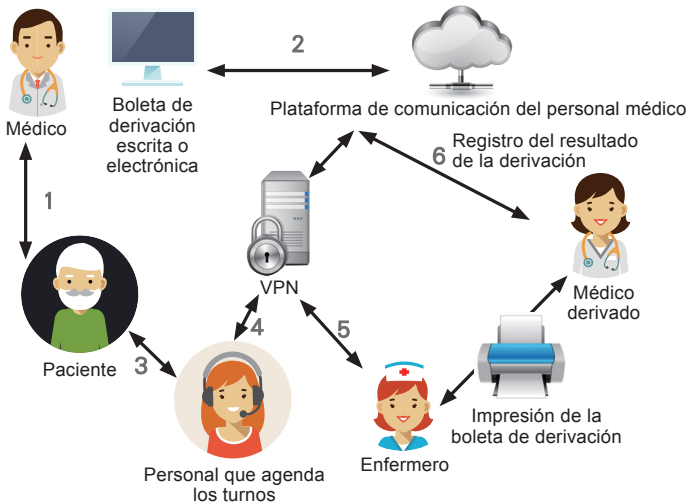 Médico
1
Boleta de
derivación
escrita o
electrónica
2
Plataforma de comunicación del personal médico
6
Registro del resultado
de la derivación
VPN
Médico
derivado
Paciente
3
4
5
Personal que agenda
los turnos
Enfermero
Impresión de la
boleta de derivación